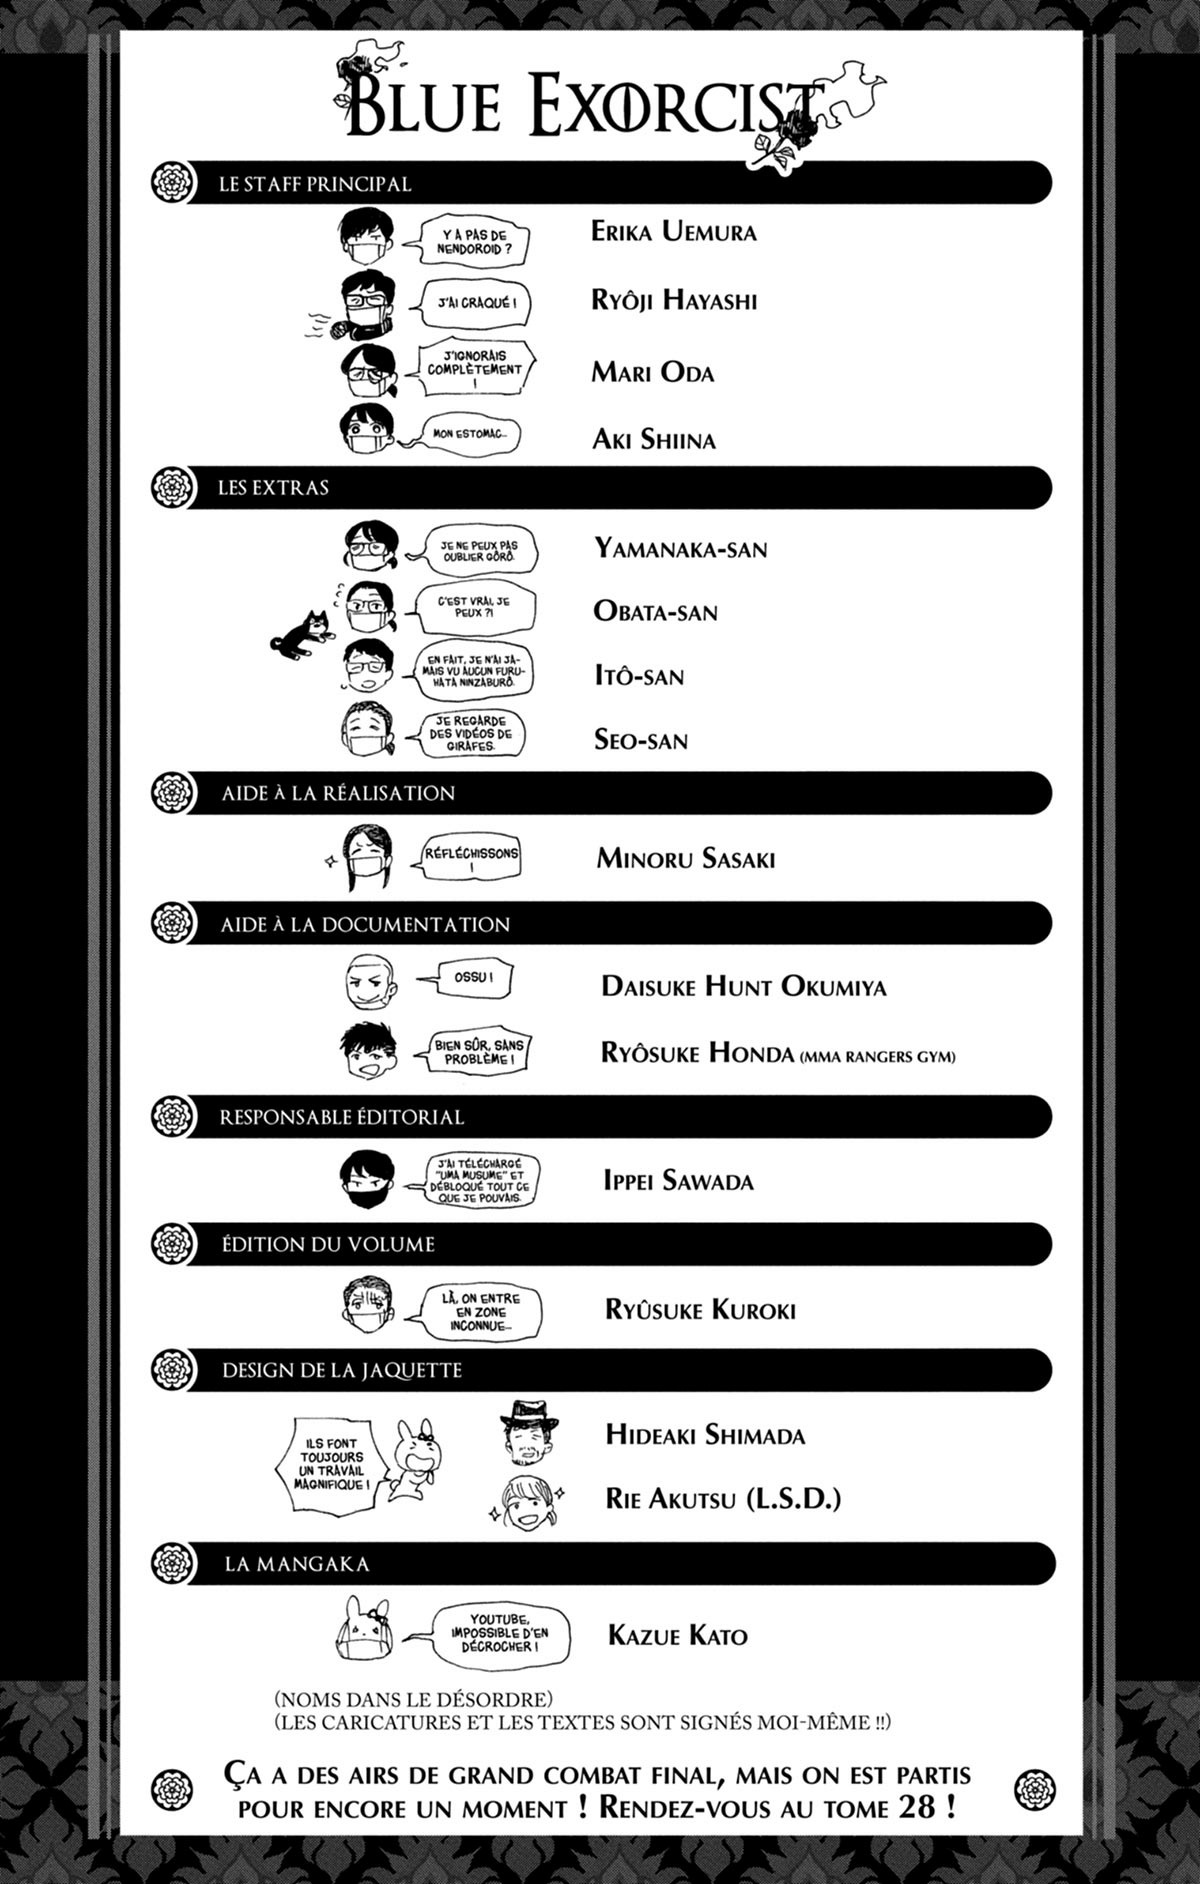 BLUE EXORCIST
LE STAFF PRINCIPAL
Y A PAS DE
NENDOROID ?
ERIKA UEMURA
J'AI CRAQUÉ !
RYÔJI HAYASHI
J'IGNORAIS
COMPLÈTEMENT
!
MARI ODA
MON ESTOMAC...
AKI SHIINA
LES EXTRAS
JE NE PEUX PAS
OUBLIER GÔRÔ.
YAMANAKA-SAN
C'EST VRAI, JE
PEUX ?!
OBATA-SAN
EN FAIT, JE N'AI JA-
MAIS VU AUCUN FURU-
HATA NINZABURÔ.
ITÔ-SAN
JE REGARDE
DES VIDÉOS DE
GIRAFES.
SEO-SAN
AIDE À LA RÉALISATION
RÉFLÉCHISSONS
!
MINORU SASAKI
AIDE À LA DOCUMENTATION
OSSU !
DAISUKE HUNT OKUMIYA
BIEN SÛR, SANS
PROBLÈME !
RYÔSUKE HONDA (MMA RANGERS GYM)
RESPONSABLE ÉDITORIAL
J'AI TÉLÉCHARGÉ
"UMA MUSUME" ET
DÉBLOQUÉ TOUT CE
QUE JE POUVAIS.
IPPEI SAWADA
ÉDITION DU VOLUME
LÀ, ON ENTRE
EN ZONE
INCONNUE...
RYÛSUKE KUROKI
DESIGN DE LA JAQUETTE
ILS FONT
TOUJOURS
UN TRAVAIL
MAGNIFIQUE !
HIDEAKI SHIMADA
RIE AKUTSU (L.S.D.)
LA MANGAKA
YOUTUBE,
IMPOSSIBLE D'EN
DÉCROCHER !
KAZUE KATO
(NOMS DANS LE DÉSORDRE)
(LES CARICATURES ET LES TEXTES SONT SIGNÉS MOI-MÊME !!)
ÇA A DES AIRS DE GRAND COMBAT FINAL, MAIS ON EST PARTIS
POUR ENCORE UN MOMENT ! RENDEZ-VOUS AU TOME 28 !